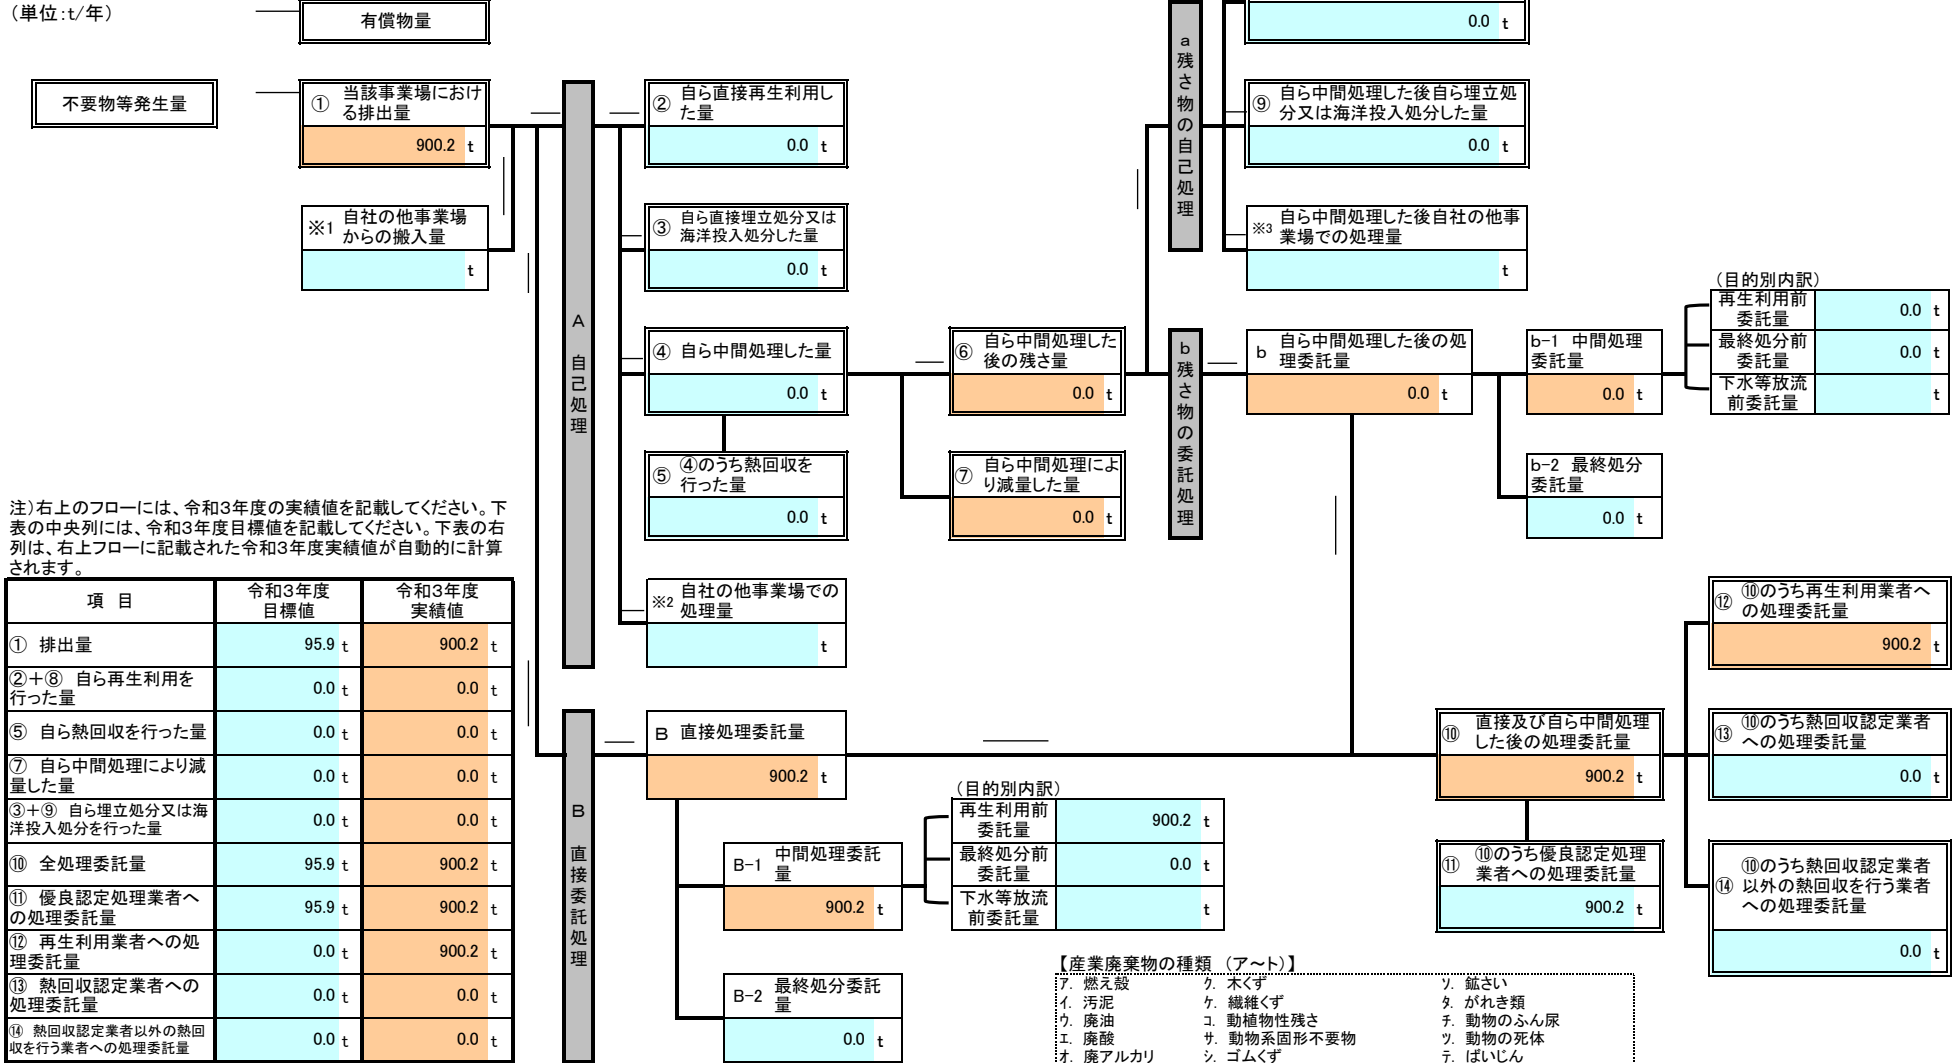 （単位：t/年）
有償物量
不要物等発生量
① 当該事業場におけ
る排出量
900.2 t
※1 自社の他事業場
からの搬入量
t
A 自己処理
② 自ら直接再生利用し
た量
0.0 t
③ 自ら直接埋立処分又は
海洋投入処分した量
0.0 t
④ 自ら中間処理した量
0.0 t
⑤ ④のうち熱回収を
行った量
0.0 t
※2 自社の他事業場での
処理量
t
⑥ 自ら中間処理した
後の残さ量
0.0 t
⑦ 自ら中間処理によ
り減量した量
0.0 t
a 残さ物の自己処理
0.0 t
⑨ 自ら中間処理した後自ら埋立処
分又は海洋投入処分した量
0.0 t
※3 自ら中間処理した後自社の他事
業場での処理量
t
b 残さ物の委託処理
b 自ら中間処理した後の処
理委託量
0.0 t
b-1 中間処理
委託量
0.0 t
b-2 最終処分
委託量
0.0 t
（目的別内訳）
再生利用前
委託量 0.0 t
最終処分前
委託量 0.0 t
下水等放流
前委託量 t
注）右上のフローには、令和3年度の実績値を記載してください。下
表の中央列には、令和3年度目標値を記載してください。下表の右
列は、右上フローに記載された令和3年度実績値が自動的に計算
されます。
項 目 令和3年度
目標値 令和3年度
実績値
① 排出量 95.9 t 900.2 t
②＋⑧ 自ら再生利用を
行った量 0.0 t 0.0 t
⑤ 自ら熱回収を行った量 0.0 t 0.0 t
⑦ 自ら中間処理により減
量した量 0.0 t 0.0 t
③＋⑨ 自ら埋立処分又は海
洋投入処分を行った量 0.0 t 0.0 t
⑩ 全処理委託量 95.9 t 900.2 t
⑪ 優良認定処理業者へ
の処理委託量 95.9 t 900.2 t
⑫ 再生利用業者への処
理委託量 0.0 t 900.2 t
⑬ 熱回収認定業者への
処理委託量 0.0 t 0.0 t
⑭ 熱回収認定業者以外の熱回
収を行う業者への処理委託量 0.0 t 0.0 t
B 直接委託処理
B 直接処理委託量
900.2 t
B-1 中間処理委託
量
900.2 t
B-2 最終処分委託
量
0.0 t
（目的別内訳）
再生利用前
委託量 900.2 t
最終処分前
委託量 0.0 t
下水等放流
前委託量 t
⑩ 直接及び自ら中間処理
した後の処理委託量
900.2 t
⑪ ⑩のうち優良認定処理
業者への処理委託量
900.2 t
⑫ ⑩のうち再生利用業者へ
の処理委託量
900.2 t
⑬ ⑩のうち熱回収認定業者
への処理委託量
0.0 t
⑭ ⑩のうち熱回収認定業者
以外の熱回収を行う業者
への処理委託量
0.0 t
【産業廃棄物の種類 （ア～ト）】
ア. 燃え殻 ク. 木くず ソ. 鉱さい
イ. 汚泥 ケ. 繊維くず タ. がれき類
ウ. 廃油 コ. 動植物性残さ チ. 動物のふん尿
エ. 廃酸 サ. 動物系固形不要物 ツ. 動物の死体
オ. 廃アルカリ シ. ゴムくず テ. ばいじん